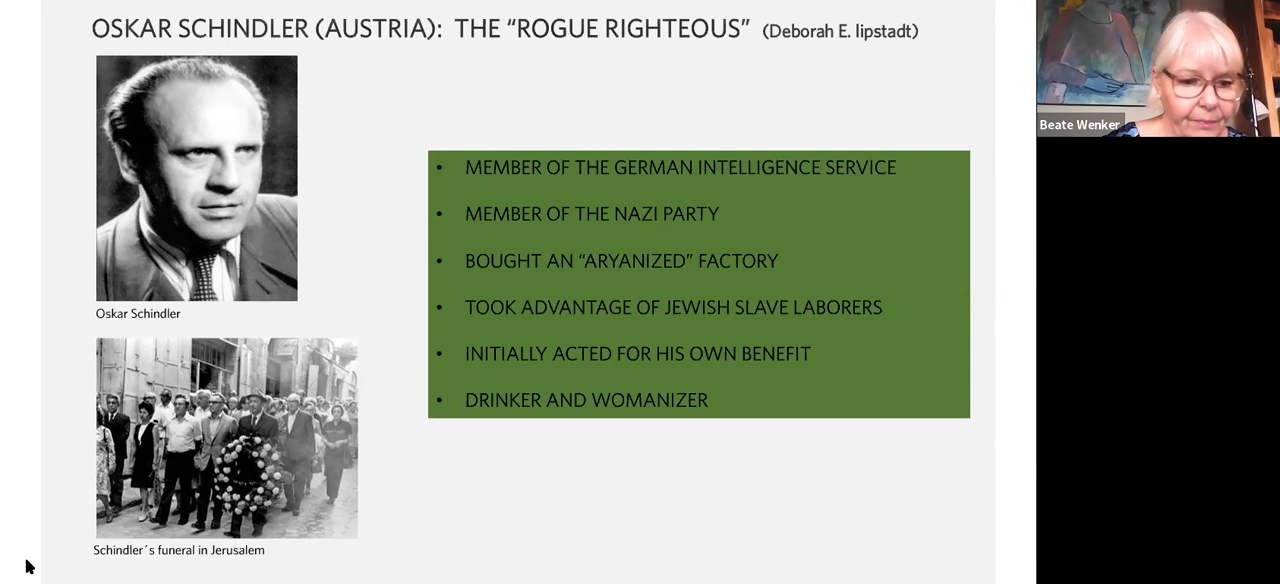 OSKAR SCHINDLER (AUSTRIA): THE “ROGUE RIGHTEOUS” (Deborah E. lipstadt)
Oskar Schindler
Schindler´s funeral in Jerusalem
• MEMBER OF THE GERMAN INTELLIGENCE SERVICE
• MEMBER OF THE NAZI PARTY
• BOUGHT AN “ARYANIZED” FACTORY
• TOOK ADVANTAGE OF JEWISH SLAVE LABORERS
• INITIALLY ACTED FOR HIS OWN BENEFIT
• DRINKER AND WOMANIZER
Beate Wenker